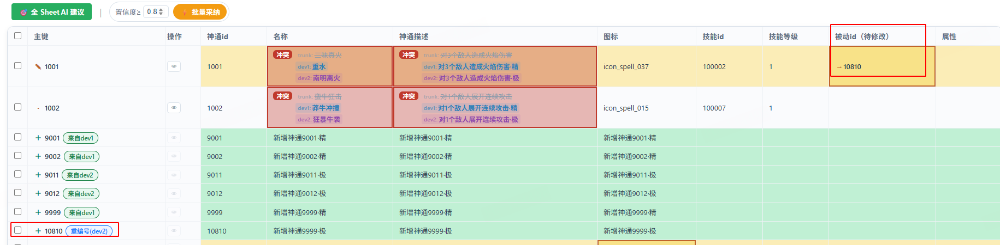 全 Sheet AI 建议 | 置信度≥ 0.8 批量采纳
主键 操作 神通id 名称 神通描述 图标 技能id 技能等级 被动id（待修改） 属性
冲突 trunk: 三味真火 冲突 trunk: 对3个敌人造成火焰伤害
1001 1001 dev1: 重水 dev1: 对3个敌人造成火焰伤害·精 icon_spell_037 100002 1 →10810
dev2: 南明离火 dev2: 对3个敌人造成火焰伤害·极
冲突 trunk: 蛮牛狂击 冲突 trunk: 对1个敌人展开连续攻击
· 1002 1002 dev1: 莽牛冲撞 dev1: 对1个敌人展开连续攻击·精 icon_spell_015 100007 1
dev2: 狂暴牛袭 dev2: 对1个敌人展开连续攻击·极
+ 9001 来自dev1 9001 新增神通9001·精 新增神通9001·精 新增神通9001·精
+ 9002 来自dev1 9002 新增神通9002·精 新增神通9002·精 新增神通9002·精
+ 9011 来自dev2 9011 新增神通9011·极 新增神通9011·极 新增神通9011·极
+ 9012 来自dev2 9012 新增神通9012·极 新增神通9012·极 新增神通9012·极
+ 9999 来自dev1 9999 新增神通9999·精 新增神通9999·精 新增神通9999·精
+ 10810 重编号(dev2) 10810 新增神通9999·极 新增神通9999·极 新增神通9999·极